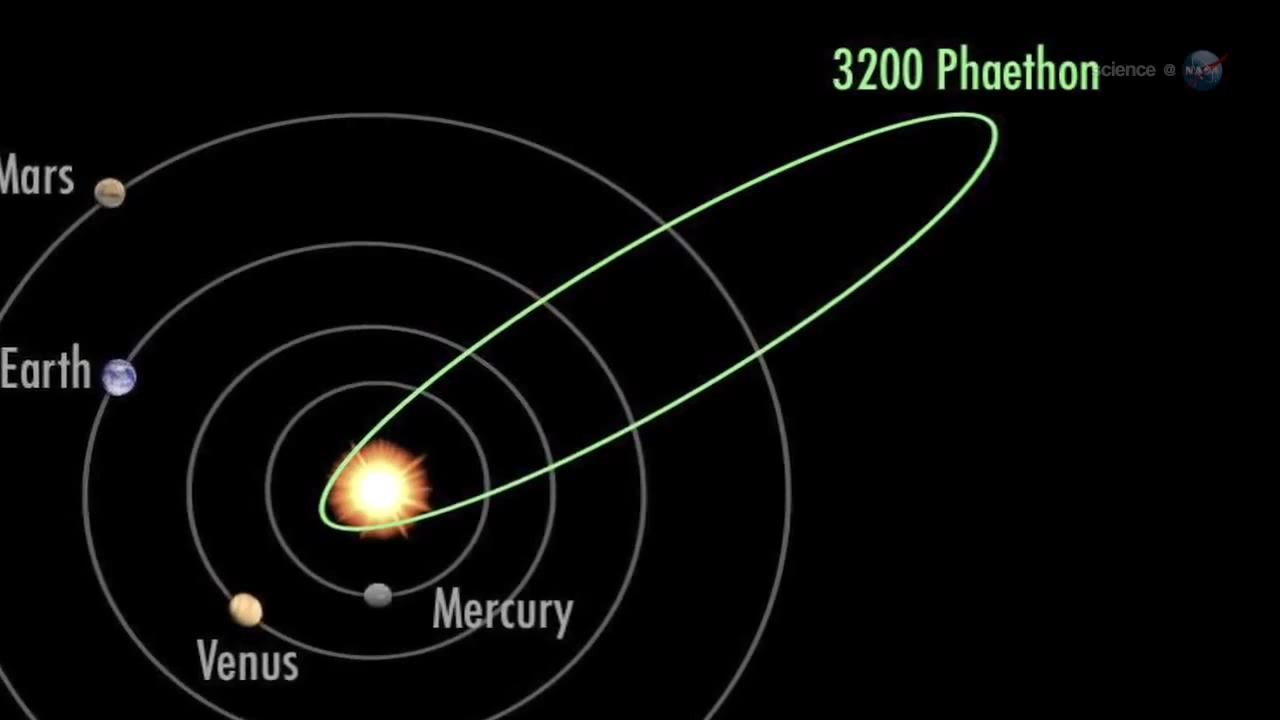 3200 Phaethon
science @ NASA
Mars
Earth
Mercury
Venus